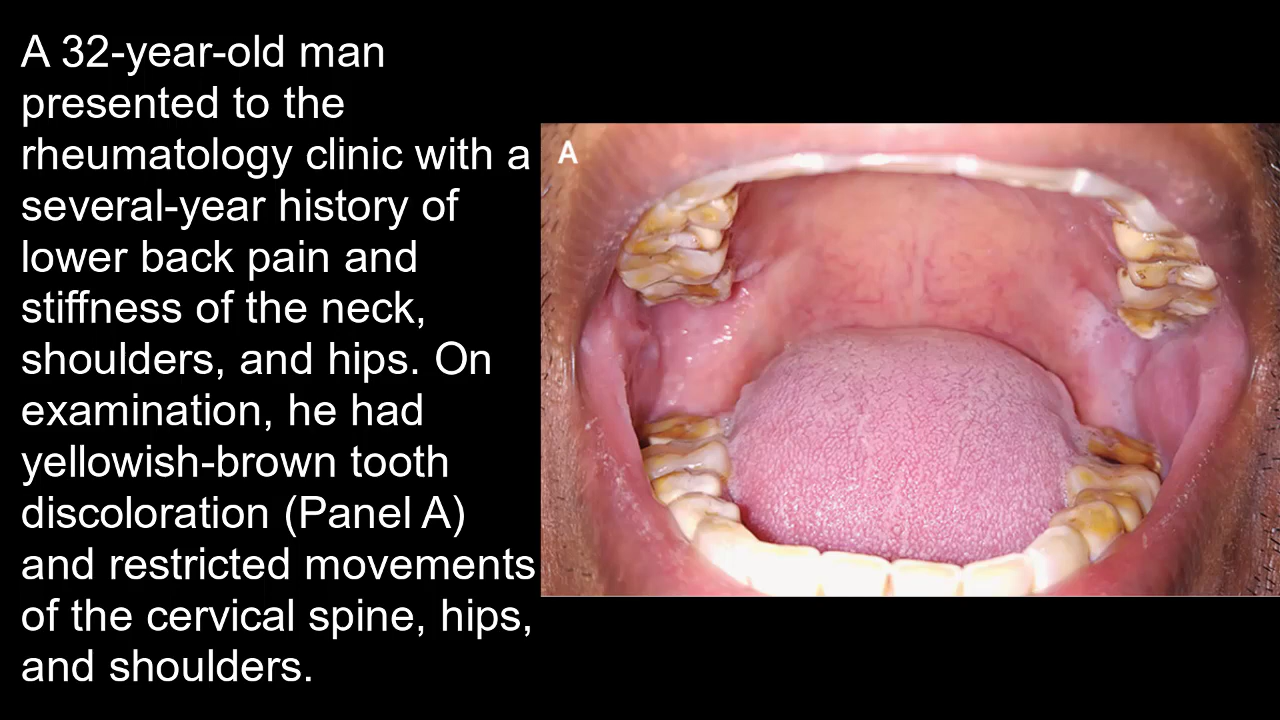 A 32-year-old man
presented to the
rheumatology clinic with a
several-year history of
lower back pain and
stiffness of the neck,
shoulders, and hips. On
examination, he had
yellowish-brown tooth
discoloration (Panel A)
and restricted movements
of the cervical spine, hips,
and shoulders.
A